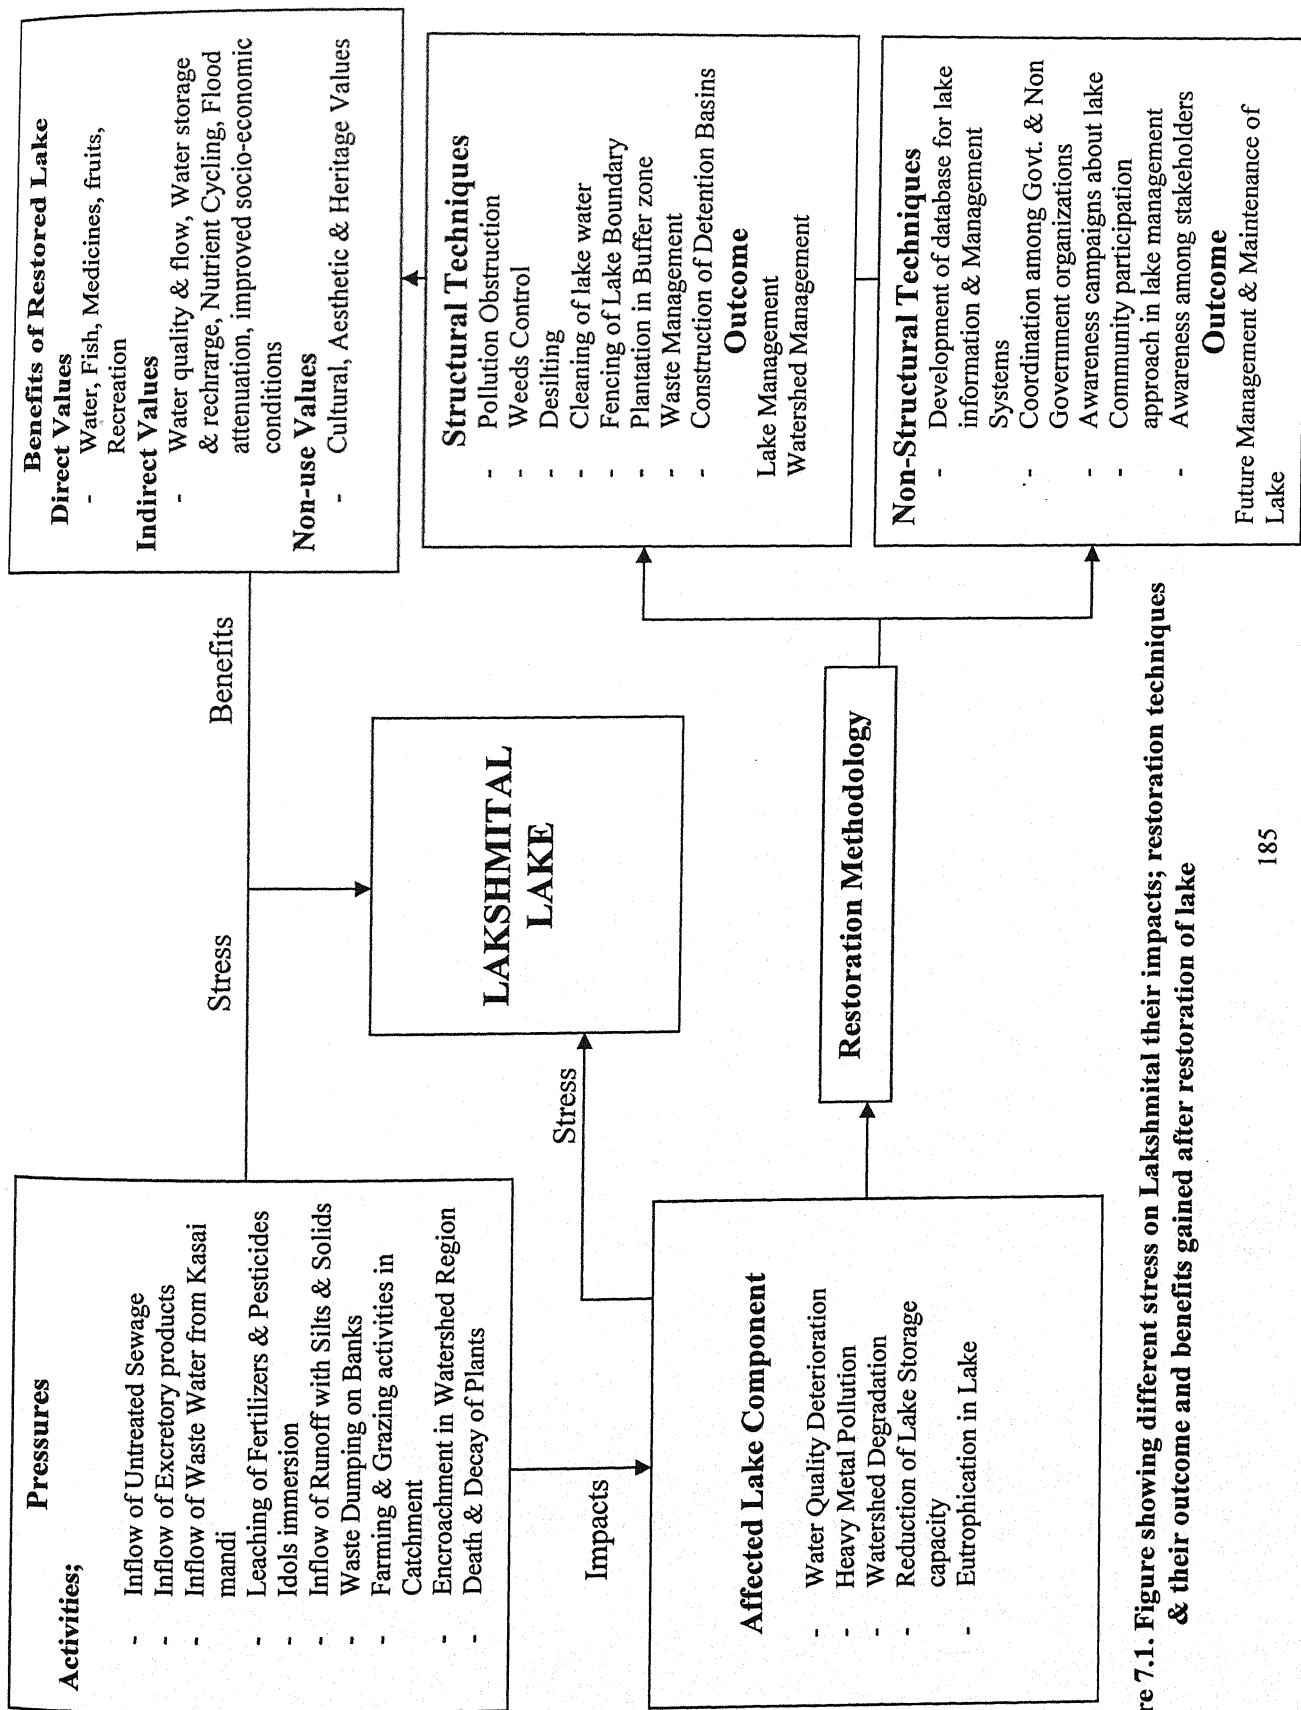 Pressures
Activities;
- Inflow of Untreated Sewage
- Inflow of Excretory products
- Inflow of Waste Water from Kasai
mandi
- Leaching of Fertilizers & Pesticides
- Idols immersion
- Inflow of Runoff with Silts & Solids
- Waste Dumping on Banks
- Farming & Grazing activities in
Catchment
- Encroachment in Watershed Region
- Death & Decay of Plants
Stress
Benefits
Benefits of Restored Lake
Direct Values
- Water, Fish, Medicines, fruits,
Recreation
Indirect Values
- Water quality & flow, Water storage
& rechrarge, Nutrient Cycling, Flood
attenuation, improved socio-economic
conditions
Non-use Values
- Cultural, Aesthetic & Heritage Values
LAKSHMITAL
LAKE
Impacts
Stress
Structural Techniques
- Pollution Obstruction
- Weeds Control
- Desilting
- Cleaning of lake water
- Fencing of Lake Boundary
- Plantation in Buffer zone
- Waste Management
- Construction of Detention Basins
Outcome
Lake Management
Watershed Management
Affected Lake Component
- Water Quality Deterioration
- Heavy Metal Pollution
- Watershed Degradation
- Reduction of Lake Storage
capacity
- Eutrophication in Lake
Restoration Methodology
Non-Structural Techniques
- Development of database for lake
information & Management
Systems
- Coordination among Govt. & Non
Government organizations
- Awareness campaigns about lake
- Community participation
approach in lake management
- Awareness among stakeholders
Outcome
Future Management & Maintenance of
Lake
re 7.1. Figure showing different stress on Lakshmital their impacts; restoration techniques
& their outcome and benefits gained after restoration of lake
185